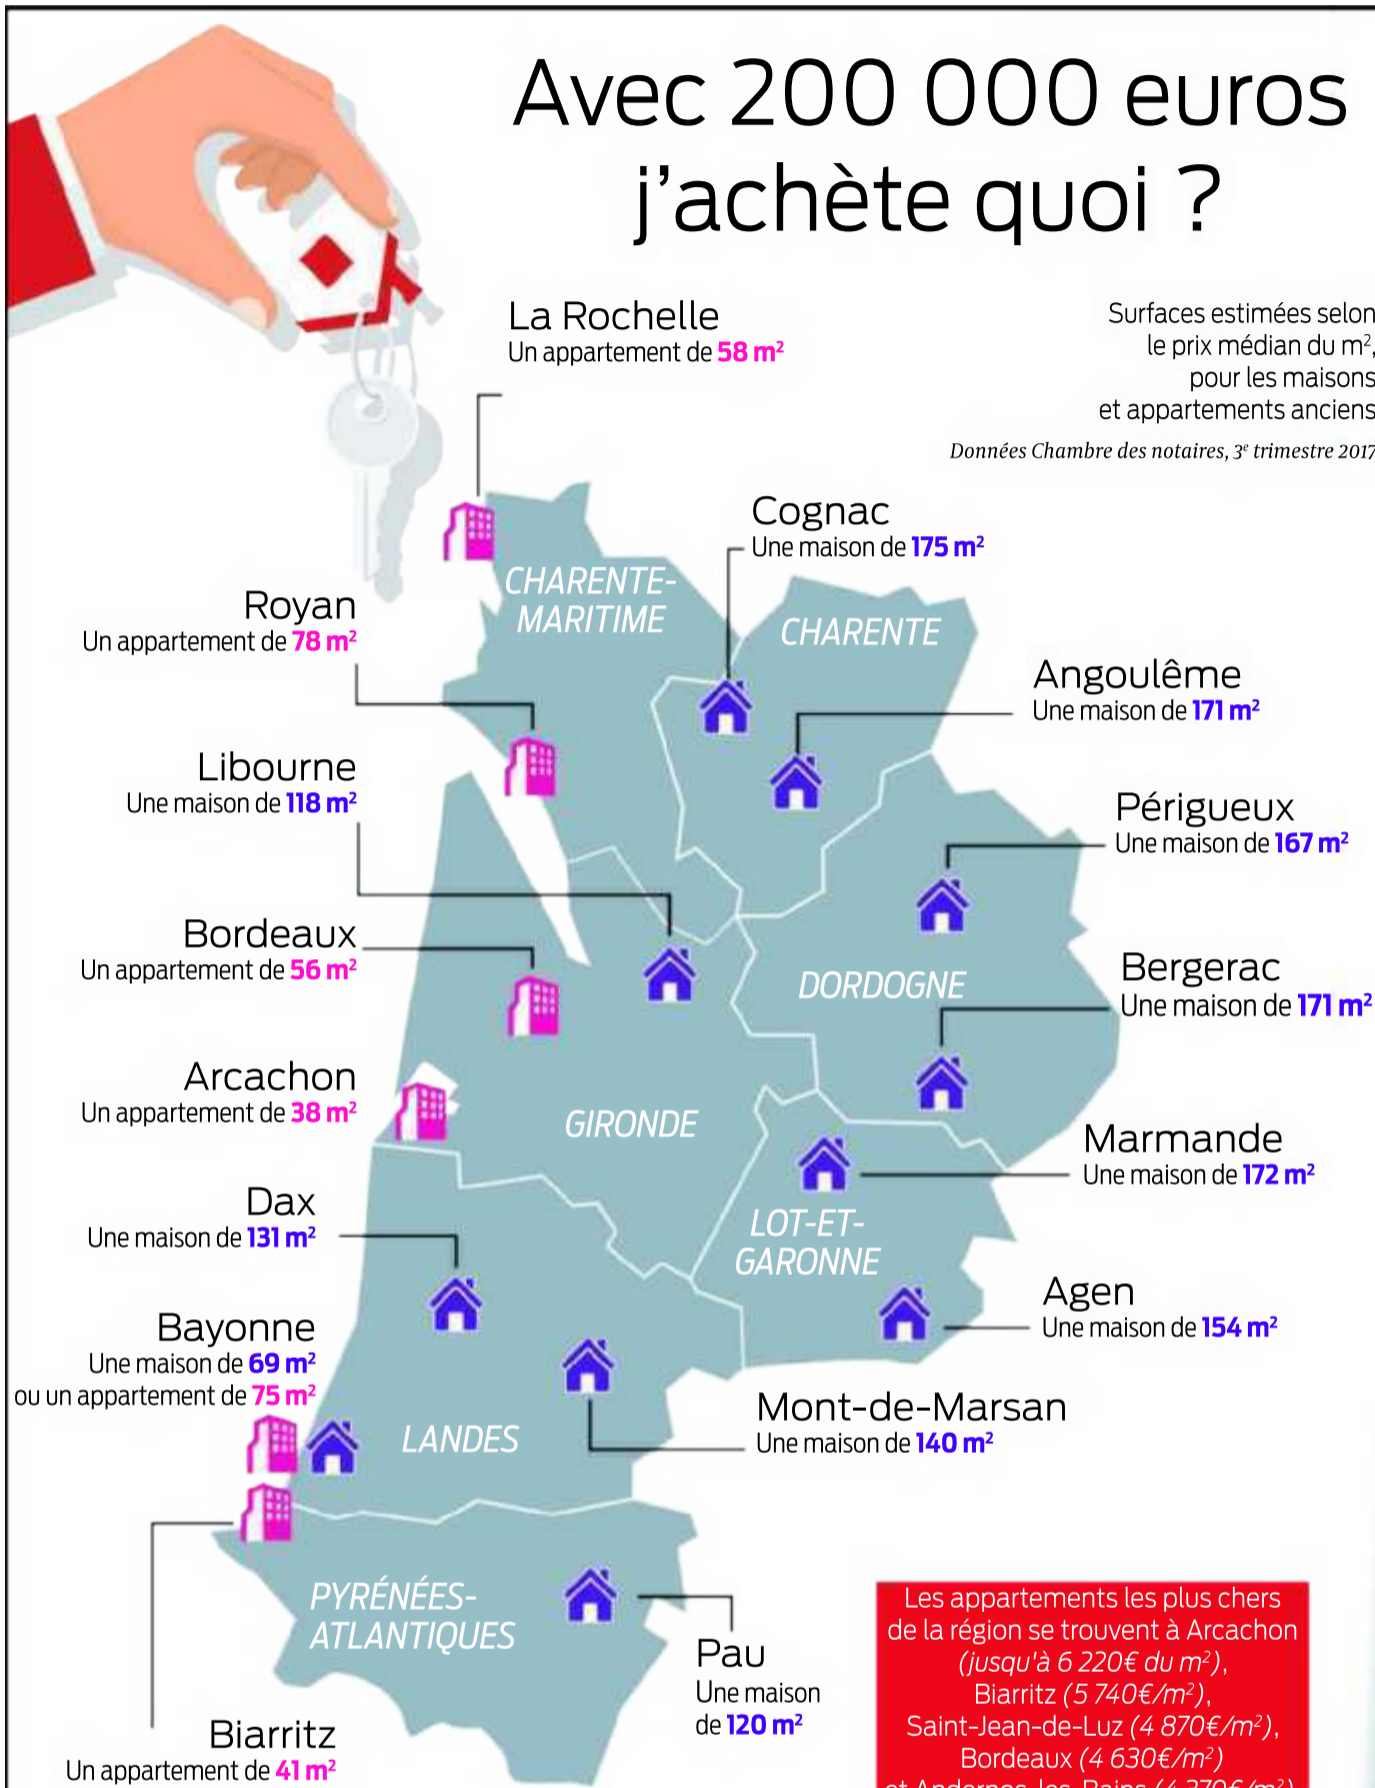 Avec 200 000 euros
j'achète quoi ?
Surfaces estimées selon
le prix médian du m²,
pour les maisons
et appartements anciens
Données Chambre des notaires, 3e trimestre 2017
La Rochelle
Un appartement de 58 m²
Cognac
Une maison de 175 m²
CHARENTE-
MARITIME
CHARENTE
Royan
Un appartement de 78 m²
Angoulême
Une maison de 171 m²
Libourne
Une maison de 118 m²
Périgueux
Une maison de 167 m²
Bordeaux
Un appartement de 56 m²
DORDOGNE
Bergerac
Une maison de 171 m²
Arcachon
Un appartement de 38 m²
GIRONDE
Marmande
Une maison de 172 m²
Dax
Une maison de 131 m²
LOT-ET-
GARONNE
Agen
Une maison de 154 m²
Bayonne
Une maison de 69 m²
ou un appartement de 75 m²
LANDES
Mont-de-Marsan
Une maison de 140 m²
PYRÉNÉES-
ATLANTIQUES
Pau
Une maison
de 120 m²
Biarritz
Un appartement de 41 m²
Les appartements les plus chers
de la région se trouvent à Arcachon
(jusqu'à 6 220€ du m²),
Biarritz (5 740€/m²),
Saint-Jean-de-Luz (4 870€/m²),
Bordeaux (4 630€/m²)
et Andernos-les-Bains (4 270€/m²)